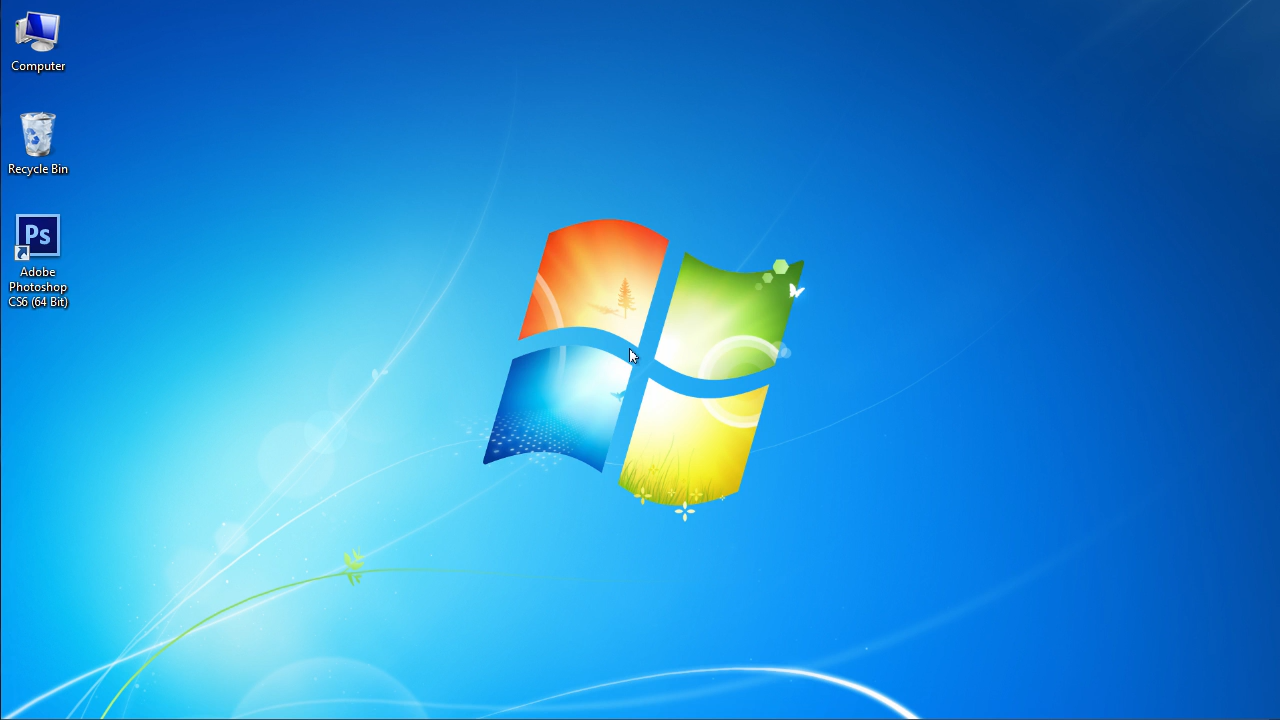 Computer
Recycle Bin
Ps
Adobe
Photoshop
CS6 (64 Bit)